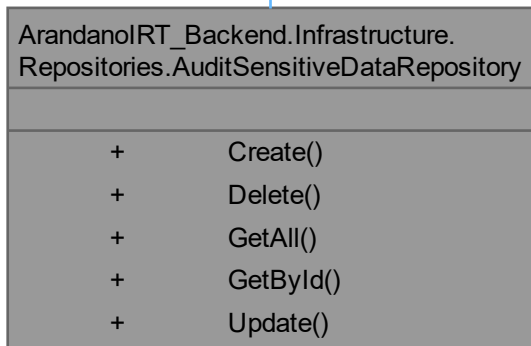 ArandanoIRT_Backend.Infrastructure.
Repositories.AuditSensitiveDataRepository
+ Create()
+ Delete()
+ GetAll()
+ GetById()
+ Update()